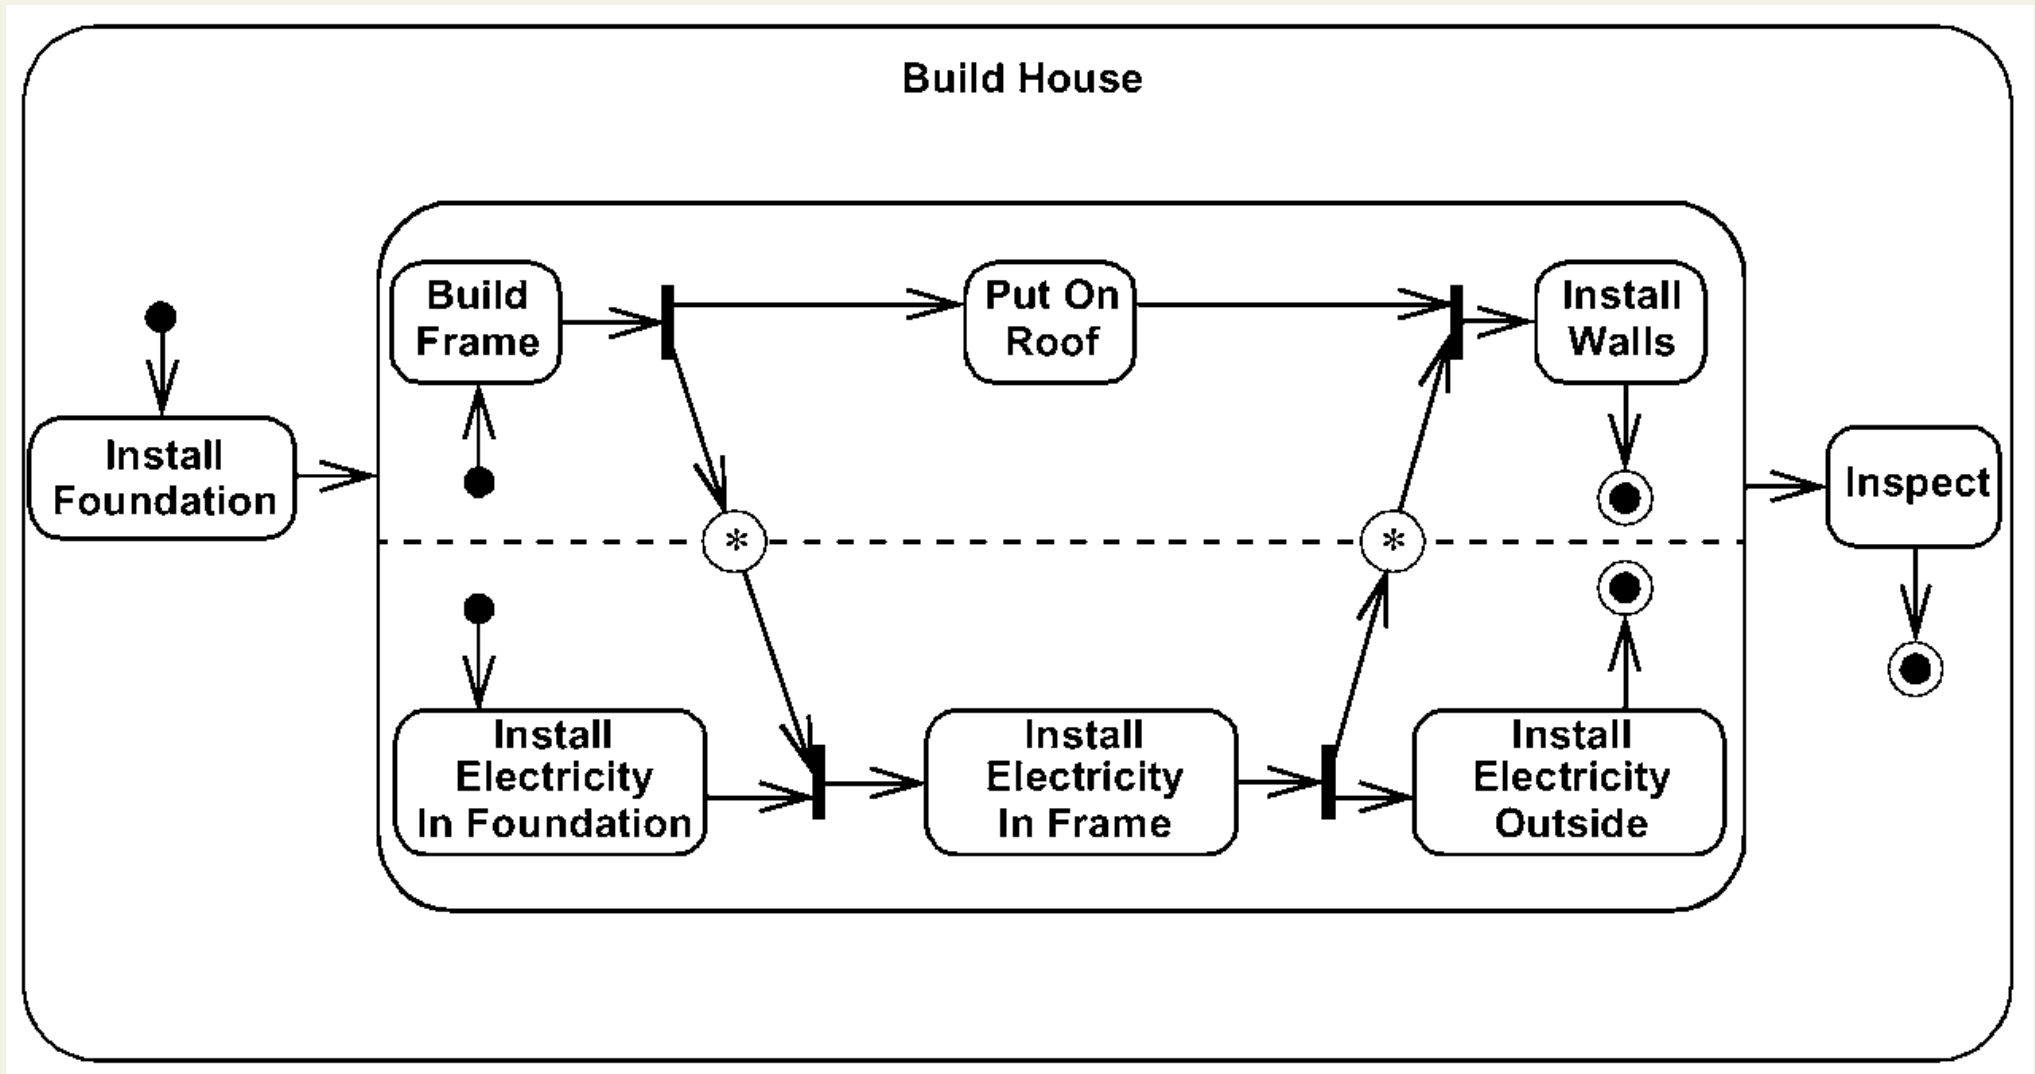 Build House
Build
Frame
Put On
Roof
Install
Walls
Install
Foundation
Inspect
*
*
Install
Electricity
In Foundation
Install
Electricity
In Frame
Install
Electricity
Outside